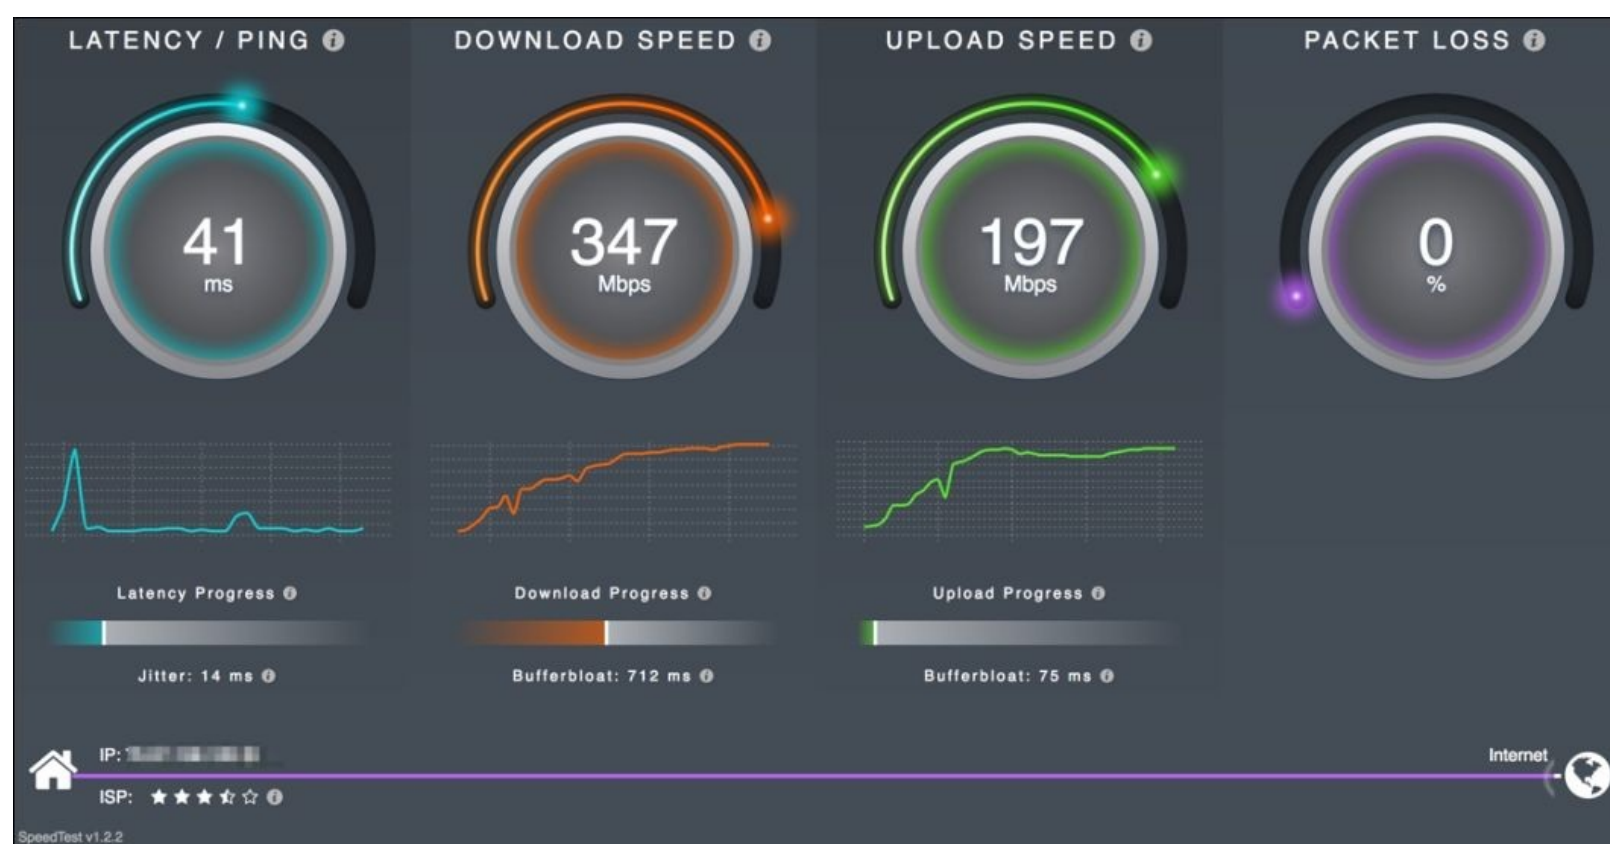 LATENCY / PING
DOWNLOAD SPEED
UPLOAD SPEED
PACKET LOSS
41
ms
347
Mbps
197
Mbps
0
%
Latency Progress
Download Progress
Upload Progress
Jitter: 14 ms
Bufferbloat: 712 ms
Bufferbloat: 75 ms
IP:
Internet
ISP:
SpeedTest v1.2.2